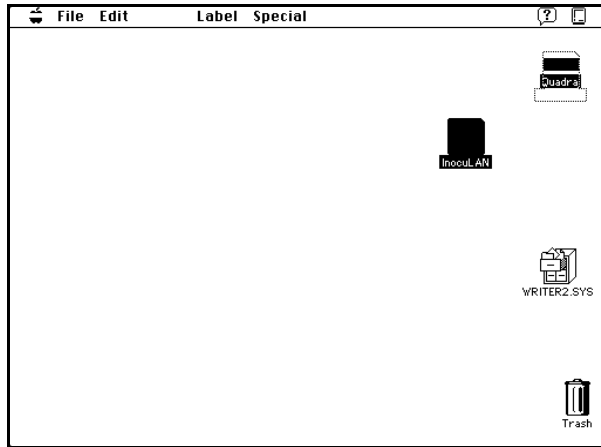 File Edit Label Special ?
Quadra
InocuLAN
WRITER2.SYS
Trash